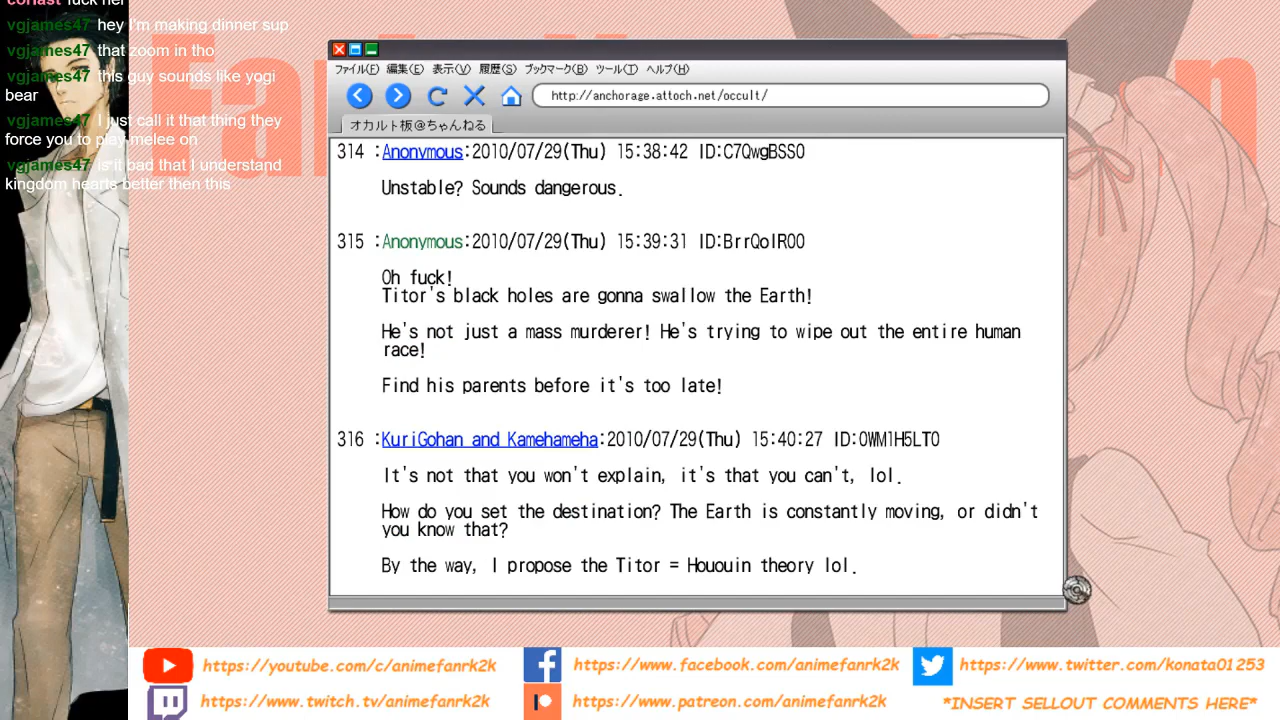 vgjames47 hey I'm making dinner sup
vgjames47 that zoom in tho
vgjames47 this guy sounds like yogi
bear
vgjames47 I just call it that thing they
force you to play melee on
vgjames47 is it bad that I understand
kingdom hearts better then this
ファイル(F) 編集(E) 表示(V) 履歴(S) ブックマーク(B) ツール(T) ヘルプ(H)
http://anchorage.attoch.net/occult/
オカルト板@ちゃんねる
314 :Anonymous:2010/07/29(Thu) 15:38:42 ID:C7QwgBSS0
Unstable? Sounds dangerous.
315 :Anonymous:2010/07/29(Thu) 15:39:31 ID:BrrQoIR00
Oh fuck!
Titor's black holes are gonna swallow the Earth!
He's not just a mass murderer! He's trying to wipe out the entire human
race!
Find his parents before it's too late!
316 :KuriGohan and Kamehameha:2010/07/29(Thu) 15:40:27 ID:0WM1H5LT0
It's not that you won't explain, it's that you can't, lol.
How do you set the destination? The Earth is constantly moving, or didn't
you know that?
By the way, I propose the Titor = Hououin theory lol.
https://youtube.com/c/animefanrk2k
https://www.facebook.com/animefanrk2k
https://www.twitter.com/konata01253
https://www.twitch.tv/animefanrk2k
https://www.patreon.com/animefanrk2k
*INSERT SELLOUT COMMENTS HERE*